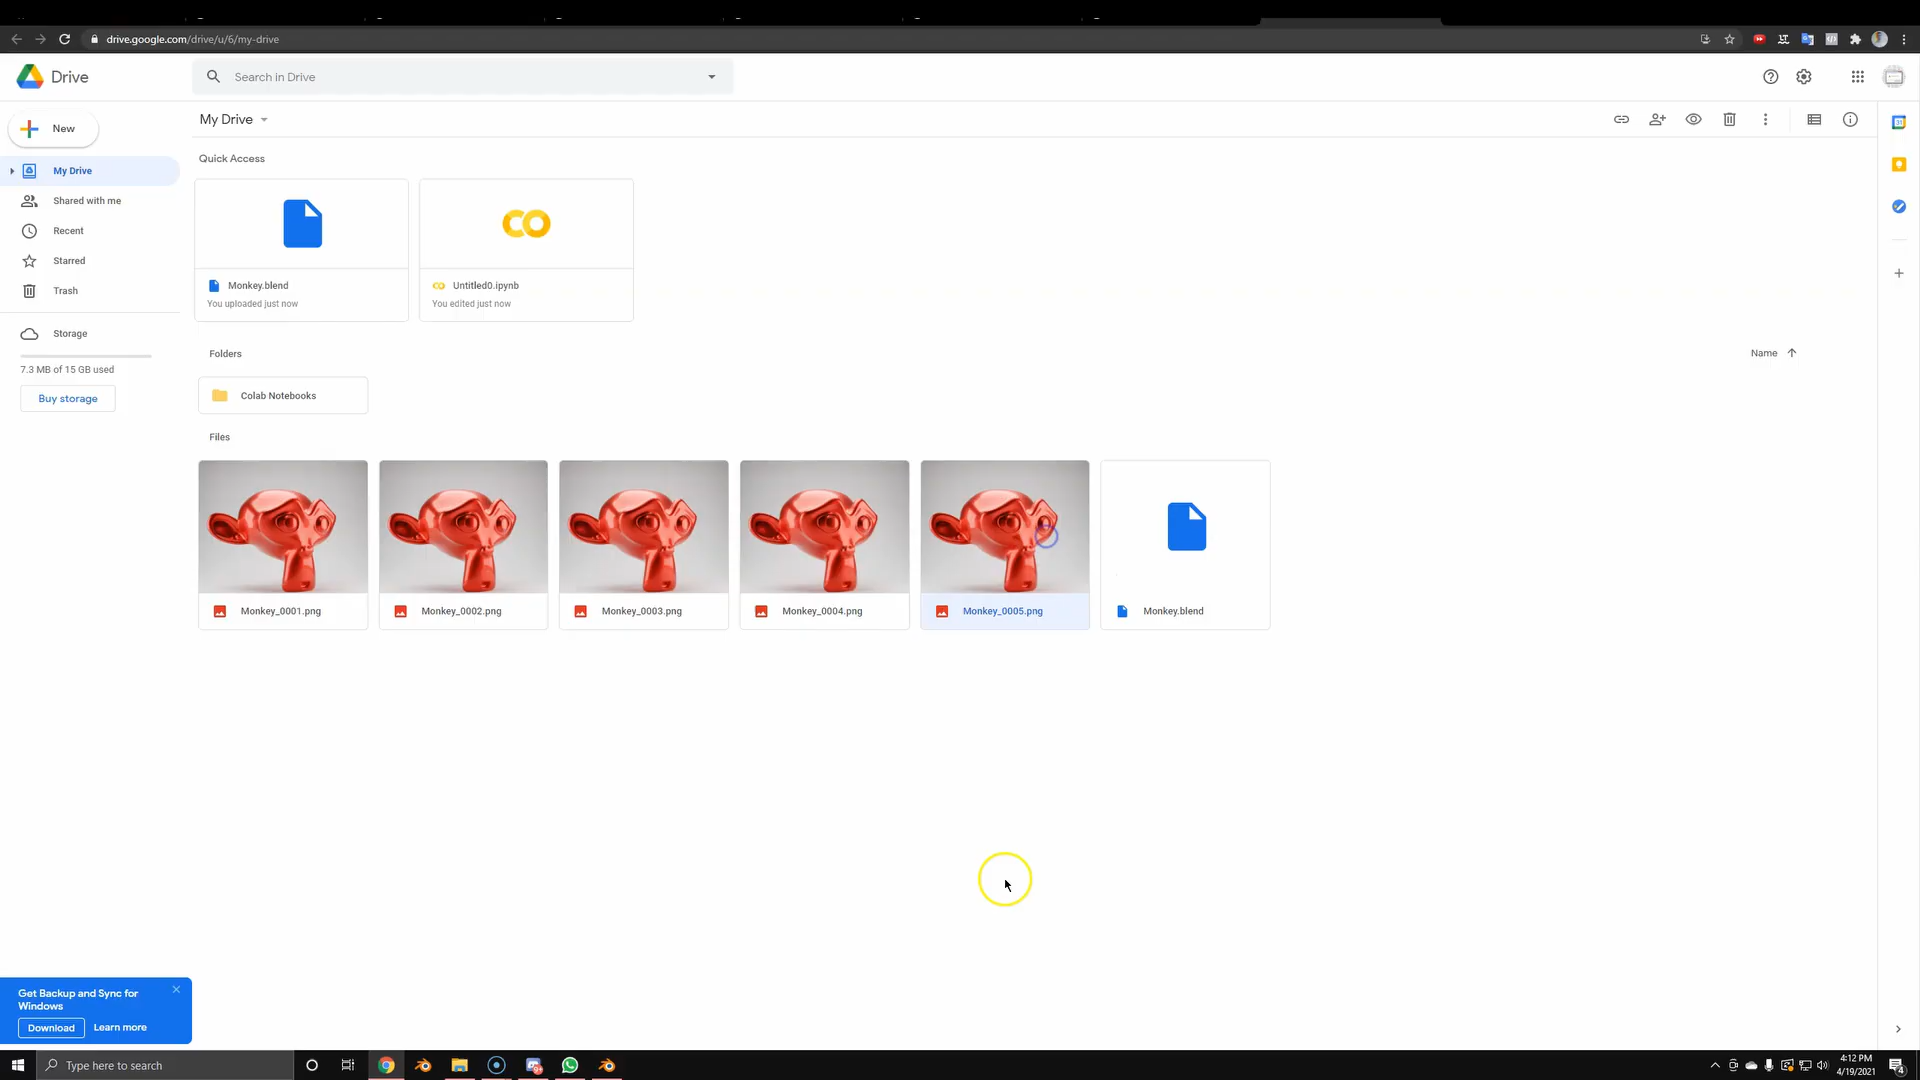 drive.google.com/drive/u/6/my-drive
Drive
Search in Drive
New
My Drive
Quick Access
My Drive
Shared with me
Recent
Starred
Trash
Storage
7.3 MB of 15 GB used
Buy storage
Monkey.blend
You uploaded just now
Untitled0.ipynb
You edited just now
Folders
Name
Colab Notebooks
Files
Monkey_0001.png
Monkey_0002.png
Monkey_0003.png
Monkey_0004.png
Monkey_0005.png
Monkey.blend
Get Backup and Sync for
Windows
Download
Learn more
Type here to search
4:12 PM
4/19/2021